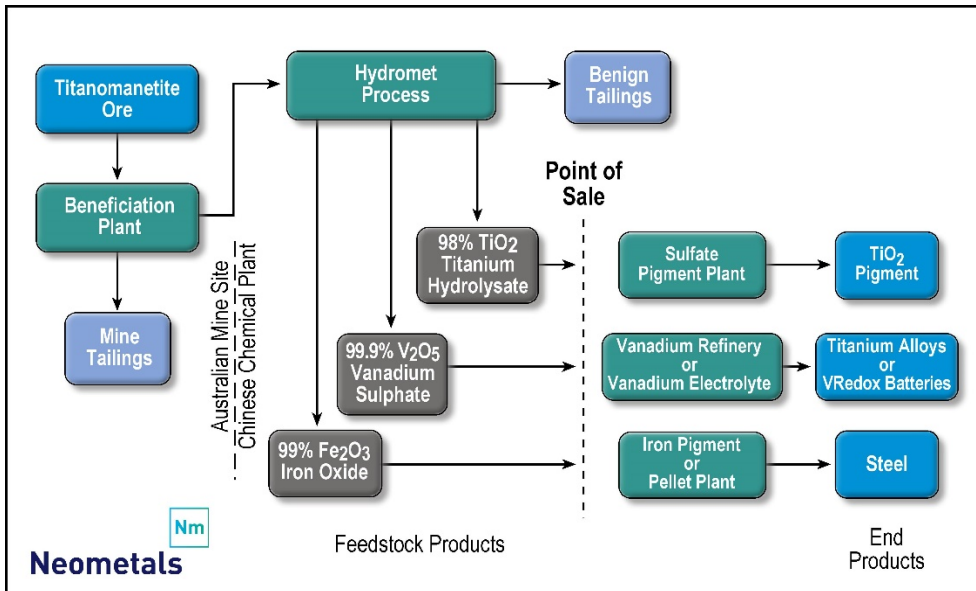 Titanomanetite
Ore
Hydromet
Process
Benign
Tailings
Beneficiation
Plant
Mine
Tailings
Australian Mine Site
Chinese Chemical Plant
Point of
Sale
98% TiO₂
Titanium
Hydrolysate
Sulfate
Pigment Plant
TiO₂
Pigment
99.9% V₂O₅
Vanadium
Sulphate
Vanadium Refinery
or
Vanadium Electrolyte
Titanium Alloys
or
VRedox Batteries
99% Fe₂O₃
Iron Oxide
Iron Pigment
or
Pellet Plant
Steel
Feedstock Products
End
Products
Nm
Neometals